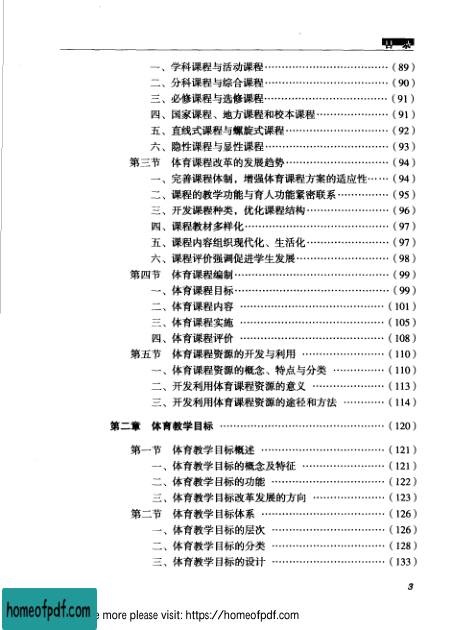 目 录
一、学科课程与活动课程……………………………（89）
二、分科课程与综合课程……………………………（90）
三、必修课程与选修课程……………………………（91）
四、国家课程、地方课程和校本课程………………（91）
五、直线式课程与螺旋式课程………………………（92）
六、隐性课程与显性课程……………………………（93）
第三节 体育课程改革的发展趋势…………………（94）
一、完善课程体制，增强体育课程方案的适应性……（94）
二、课程的教学功能与育人功能紧密联系…………（95）
三、开发课程种类，优化课程结构…………………（96）
四、课程教材多样化…………………………………（97）
五、课程内容组织现代化、生活化…………………（97）
六、课程评价强调促进学生发展……………………（98）
第四节 体育课程编制………………………………（99）
一、体育课程目标……………………………………（99）
二、体育课程内容 …………………………………（101）
三、体育课程实施 …………………………………（105）
四、体育课程评价 …………………………………（108）
第五节 体育课程资源的开发与利用 ………………（110）
一、体育课程资源的概念、特点与分类 ……………（110）
二、开发利用体育课程资源的意义 …………………（113）
三、开发利用体育课程资源的途径和方法 …………（114）
第二章 体育教学目标 ………………………………（120）
第一节 体育教学目标概述 …………………………（121）
一、体育教学目标的概念及特征 ……………………（121）
二、体育教学目标的功能 ……………………………（122）
三、体育教学目标改革发展的方向 …………………（123）
第二节 体育教学目标体系 …………………………（126）
一、体育教学目标的层次 ……………………………（126）
二、体育教学目标的分类 ……………………………（128）
三、体育教学目标的设计 ……………………………（133）
3
homeofpdf.com
e more please visit: https://homeofpdf.com